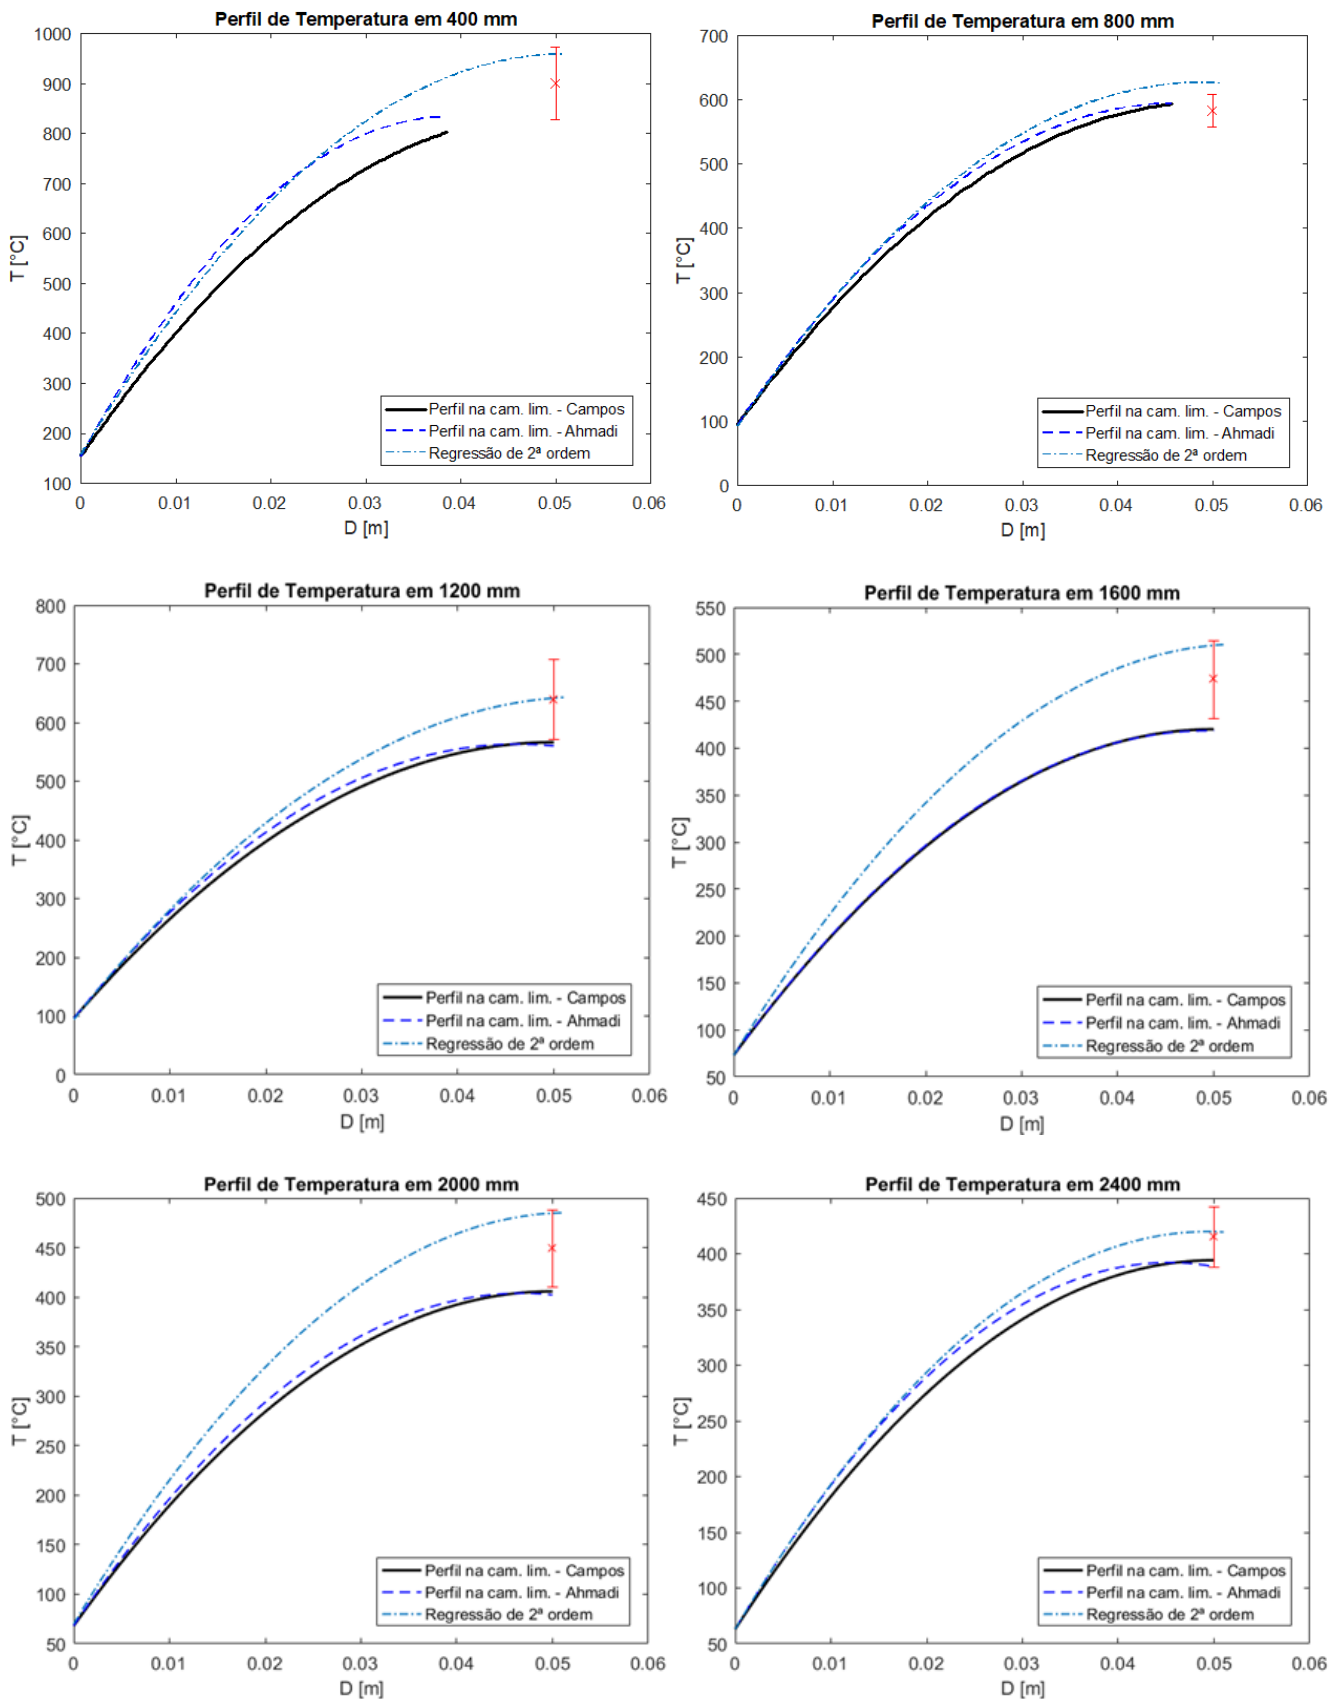 Perfil de Temperatura em 400 mm
1000
900
800
700
600
500
400
300
200
100
T [°C]
0 0.01 0.02 0.03 0.04 0.05 0.06
D [m]
Perfil na cam. lim. - Campos
Perfil na cam. lim. - Ahmadi
Regressão de 2ª ordem
Perfil de Temperatura em 800 mm
700
600
500
400
300
200
100
0
T [°C]
0 0.01 0.02 0.03 0.04 0.05 0.06
D [m]
Perfil na cam. lim. - Campos
Perfil na cam. lim. - Ahmadi
Regressão de 2ª ordem
Perfil de Temperatura em 1200 mm
800
700
600
500
400
300
200
100
0
T [°C]
0 0.01 0.02 0.03 0.04 0.05 0.06
D [m]
Perfil na cam. lim. - Campos
Perfil na cam. lim. - Ahmadi
Regressão de 2ª ordem
Perfil de Temperatura em 1600 mm
550
500
450
400
350
300
250
200
150
100
50
T [°C]
0 0.01 0.02 0.03 0.04 0.05 0.06
D [m]
Perfil na cam. lim. - Campos
Perfil na cam. lim. - Ahmadi
Regressão de 2ª ordem
Perfil de Temperatura em 2000 mm
500
450
400
350
300
250
200
150
100
50
T [°C]
0 0.01 0.02 0.03 0.04 0.05 0.06
D [m]
Perfil na cam. lim. - Campos
Perfil na cam. lim. - Ahmadi
Regressão de 2ª ordem
Perfil de Temperatura em 2400 mm
450
400
350
300
250
200
150
100
50
T [°C]
0 0.01 0.02 0.03 0.04 0.05 0.06
D [m]
Perfil na cam. lim. - Campos
Perfil na cam. lim. - Ahmadi
Regressão de 2ª ordem